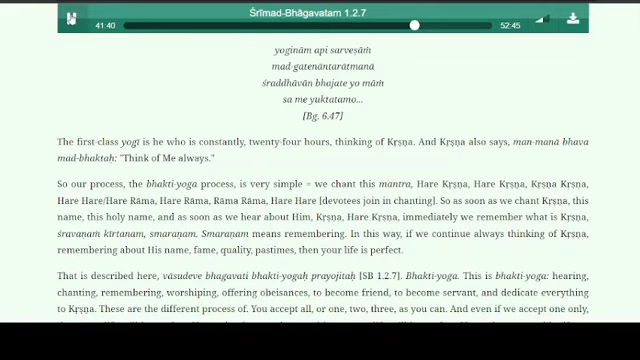 Śrīmad-Bhāgavatam 1.2.7
41:40
52:45
yoginām api sarveṣāṁ
mad-gatenāntarātmanā
śraddhāvān bhajate yo māṁ
sa me yuktatamo...
[Bg. 6.47]
The first-class yogī is he who is constantly, twenty-four hours, thinking of Kṛṣṇa. And Kṛṣṇa also says, man-manā bhava
mad-bhaktaḥ: "Think of Me always."
So our process, the bhakti-yoga process, is very simple = we chant this mantra, Hare Kṛṣṇa, Hare Kṛṣṇa, Kṛṣṇa Kṛṣṇa,
Hare Hare/Hare Rāma, Hare Rāma, Rāma Rāma, Hare Hare [devotees join in chanting]. So as soon as we chant Kṛṣṇa, this
name, this holy name, and as soon as we hear about Him, Kṛṣṇa, Hare Kṛṣṇa, immediately we remember what is Kṛṣṇa,
śravaṇaṁ kīrtanam, smaraṇam. Smaraṇam means remembering. In this way, if we continue always thinking of Kṛṣṇa,
remembering about His name, fame, quality, pastimes, then your life is perfect.
That is described here, vāsudeve bhagavati bhakti-yogaḥ prayojitaḥ [SB 1.2.7]. Bhakti-yoga. This is bhakti-yoga: hearing,
chanting, remembering, worshiping, offering obeisances, to become friend, to become servant, and dedicate everything
to Kṛṣṇa. These are the different process of. You accept all, or one, two, three, as you can. And even if we accept one only,